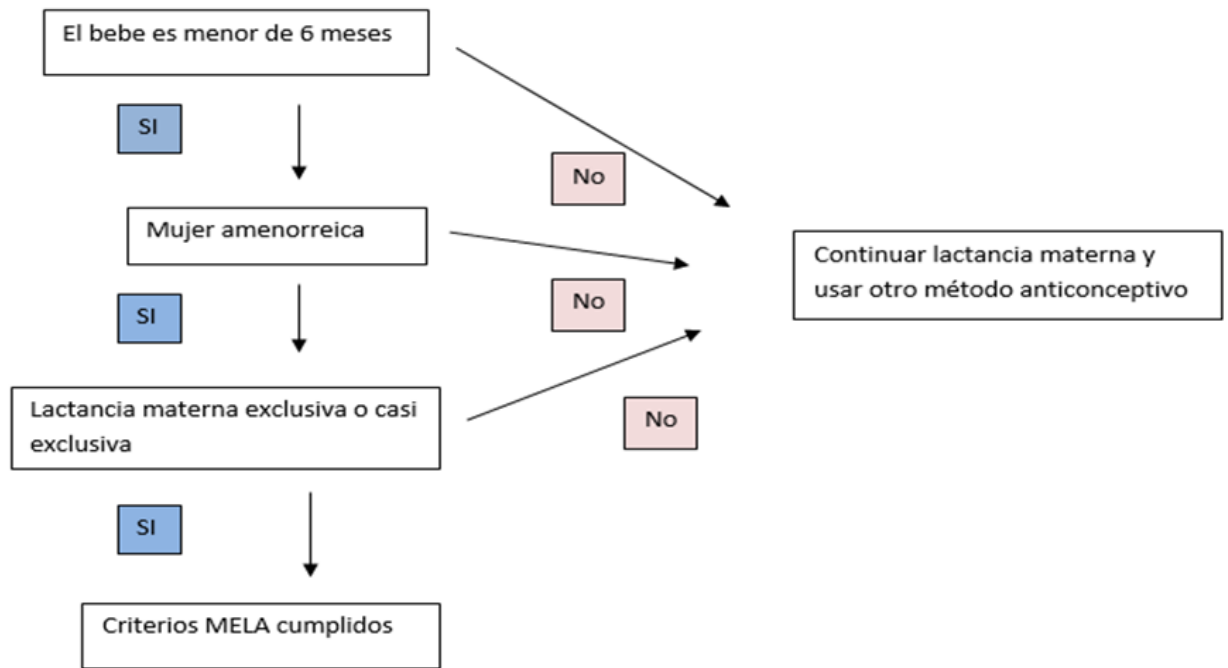 El bebe es menor de 6 meses
SI
No
Mujer amenorreica
Continuar lactancia materna y
usar otro método anticonceptivo
SI
No
Lactancia materna exclusiva o casi
exclusiva
No
SI
Criterios MELA cumplidos